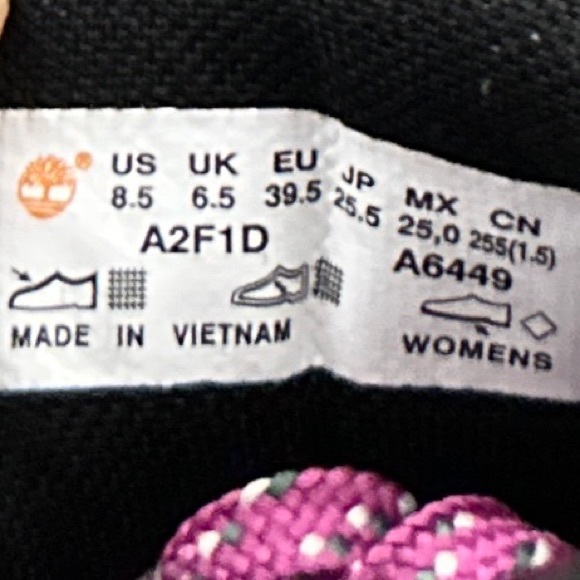 US UK EU JP MX CN
8.5 6.5 39.5 25.5 25,0 255(1.5)
A2F1D A6449
MADE IN VIETNAM WOMENS